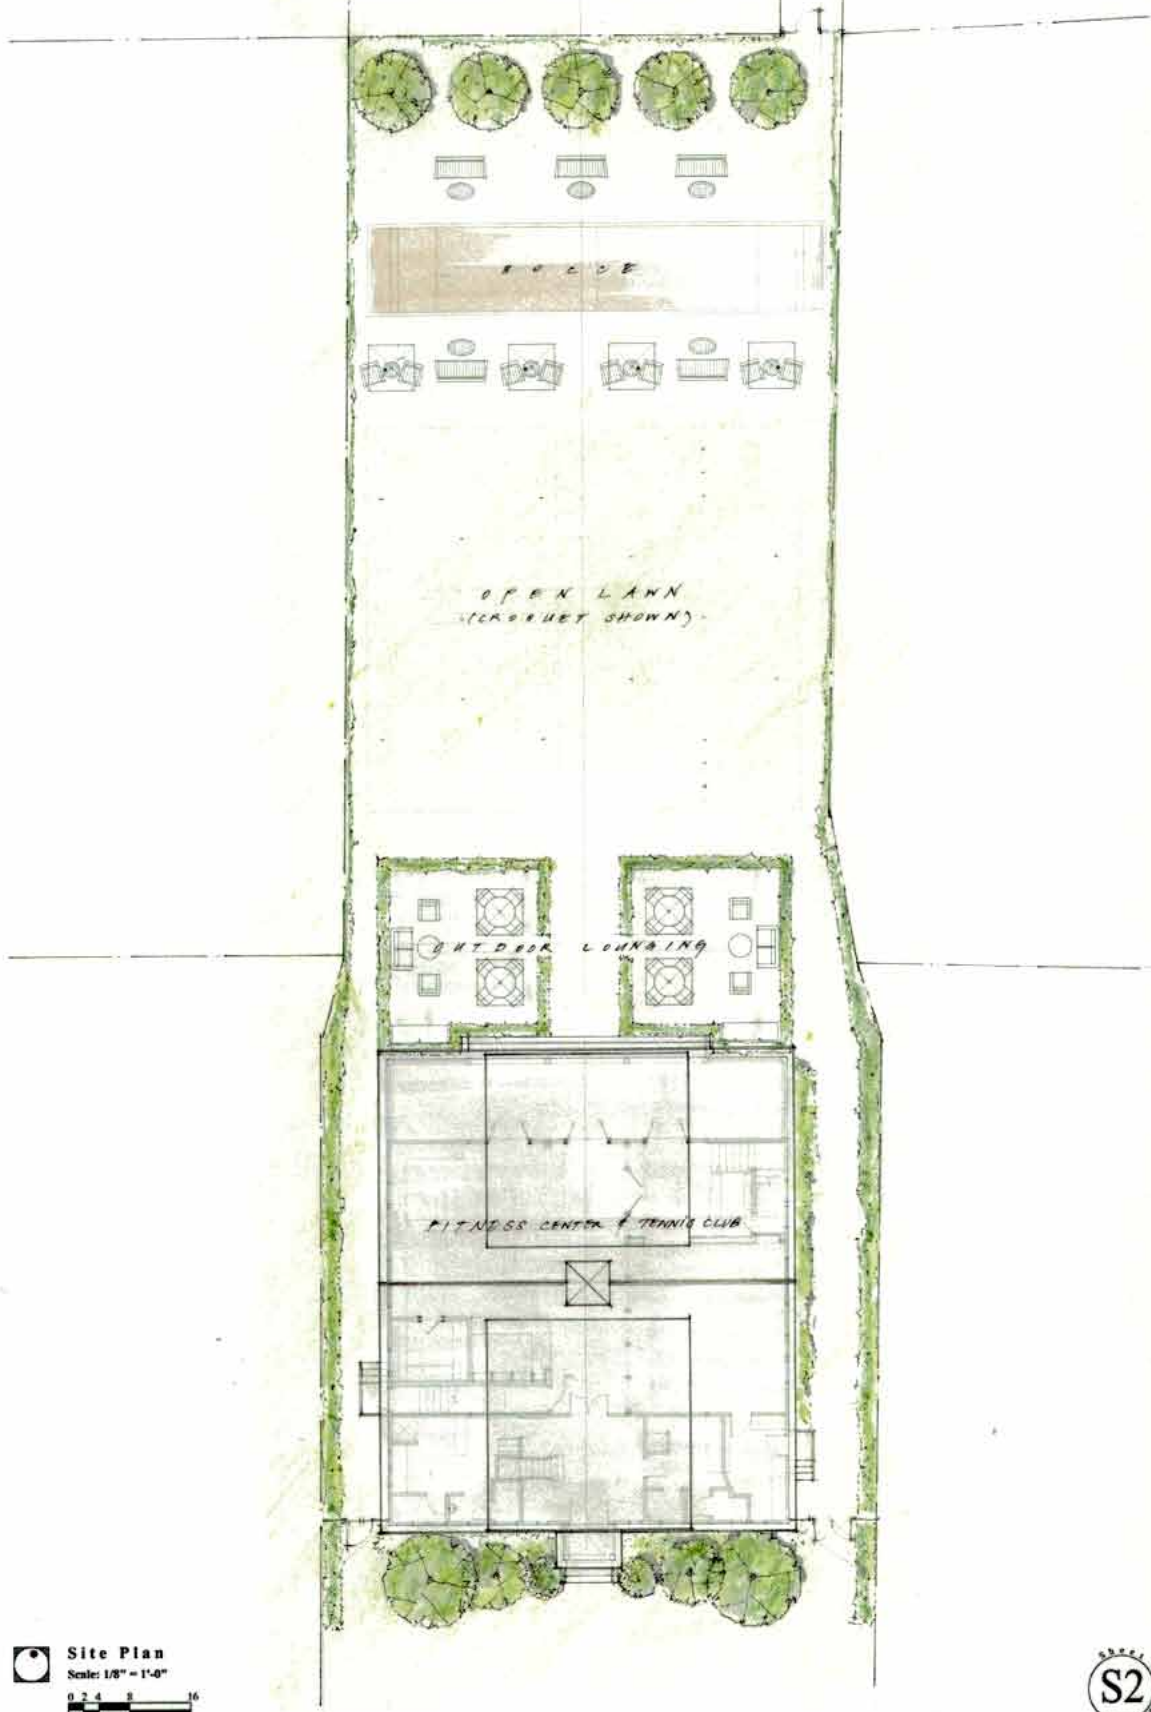 BOCCE
OPEN LAWN
(CROQUET SHOWN)
OUTDOOR LOUNGING
FITNESS CENTER & TENNIS CLUB
Site Plan
Scale: 1/8" = 1'-0"
0 2 4 8 16
Sheet
S2